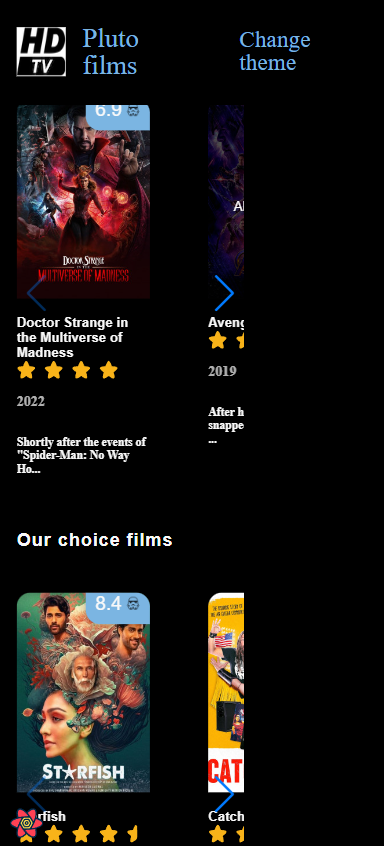 HD
TV
Pluto
films
Change
theme
6.9
DOCTOR STRANGE
IN THE
MULTIVERSE OF MADNESS
Doctor Strange in
the Multiverse of
Madness
2022
Shortly after the events of
"Spider-Man: No Way
Ho...
A
Aveng
2019
After h
snappe
...
Our choice films
8.4
STARFISH
rfish
CAT
Catch